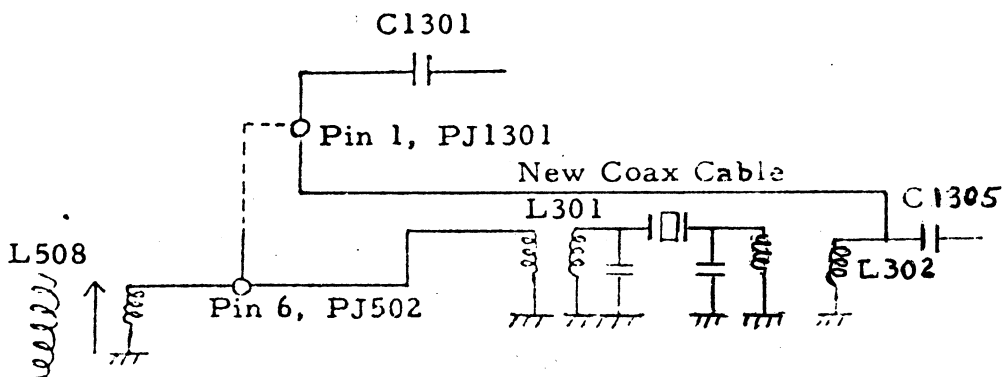 C1301
Pin 1, PJ1301
New Coax Cable
C1305
L301
L508
L302
Pin 6, PJ502